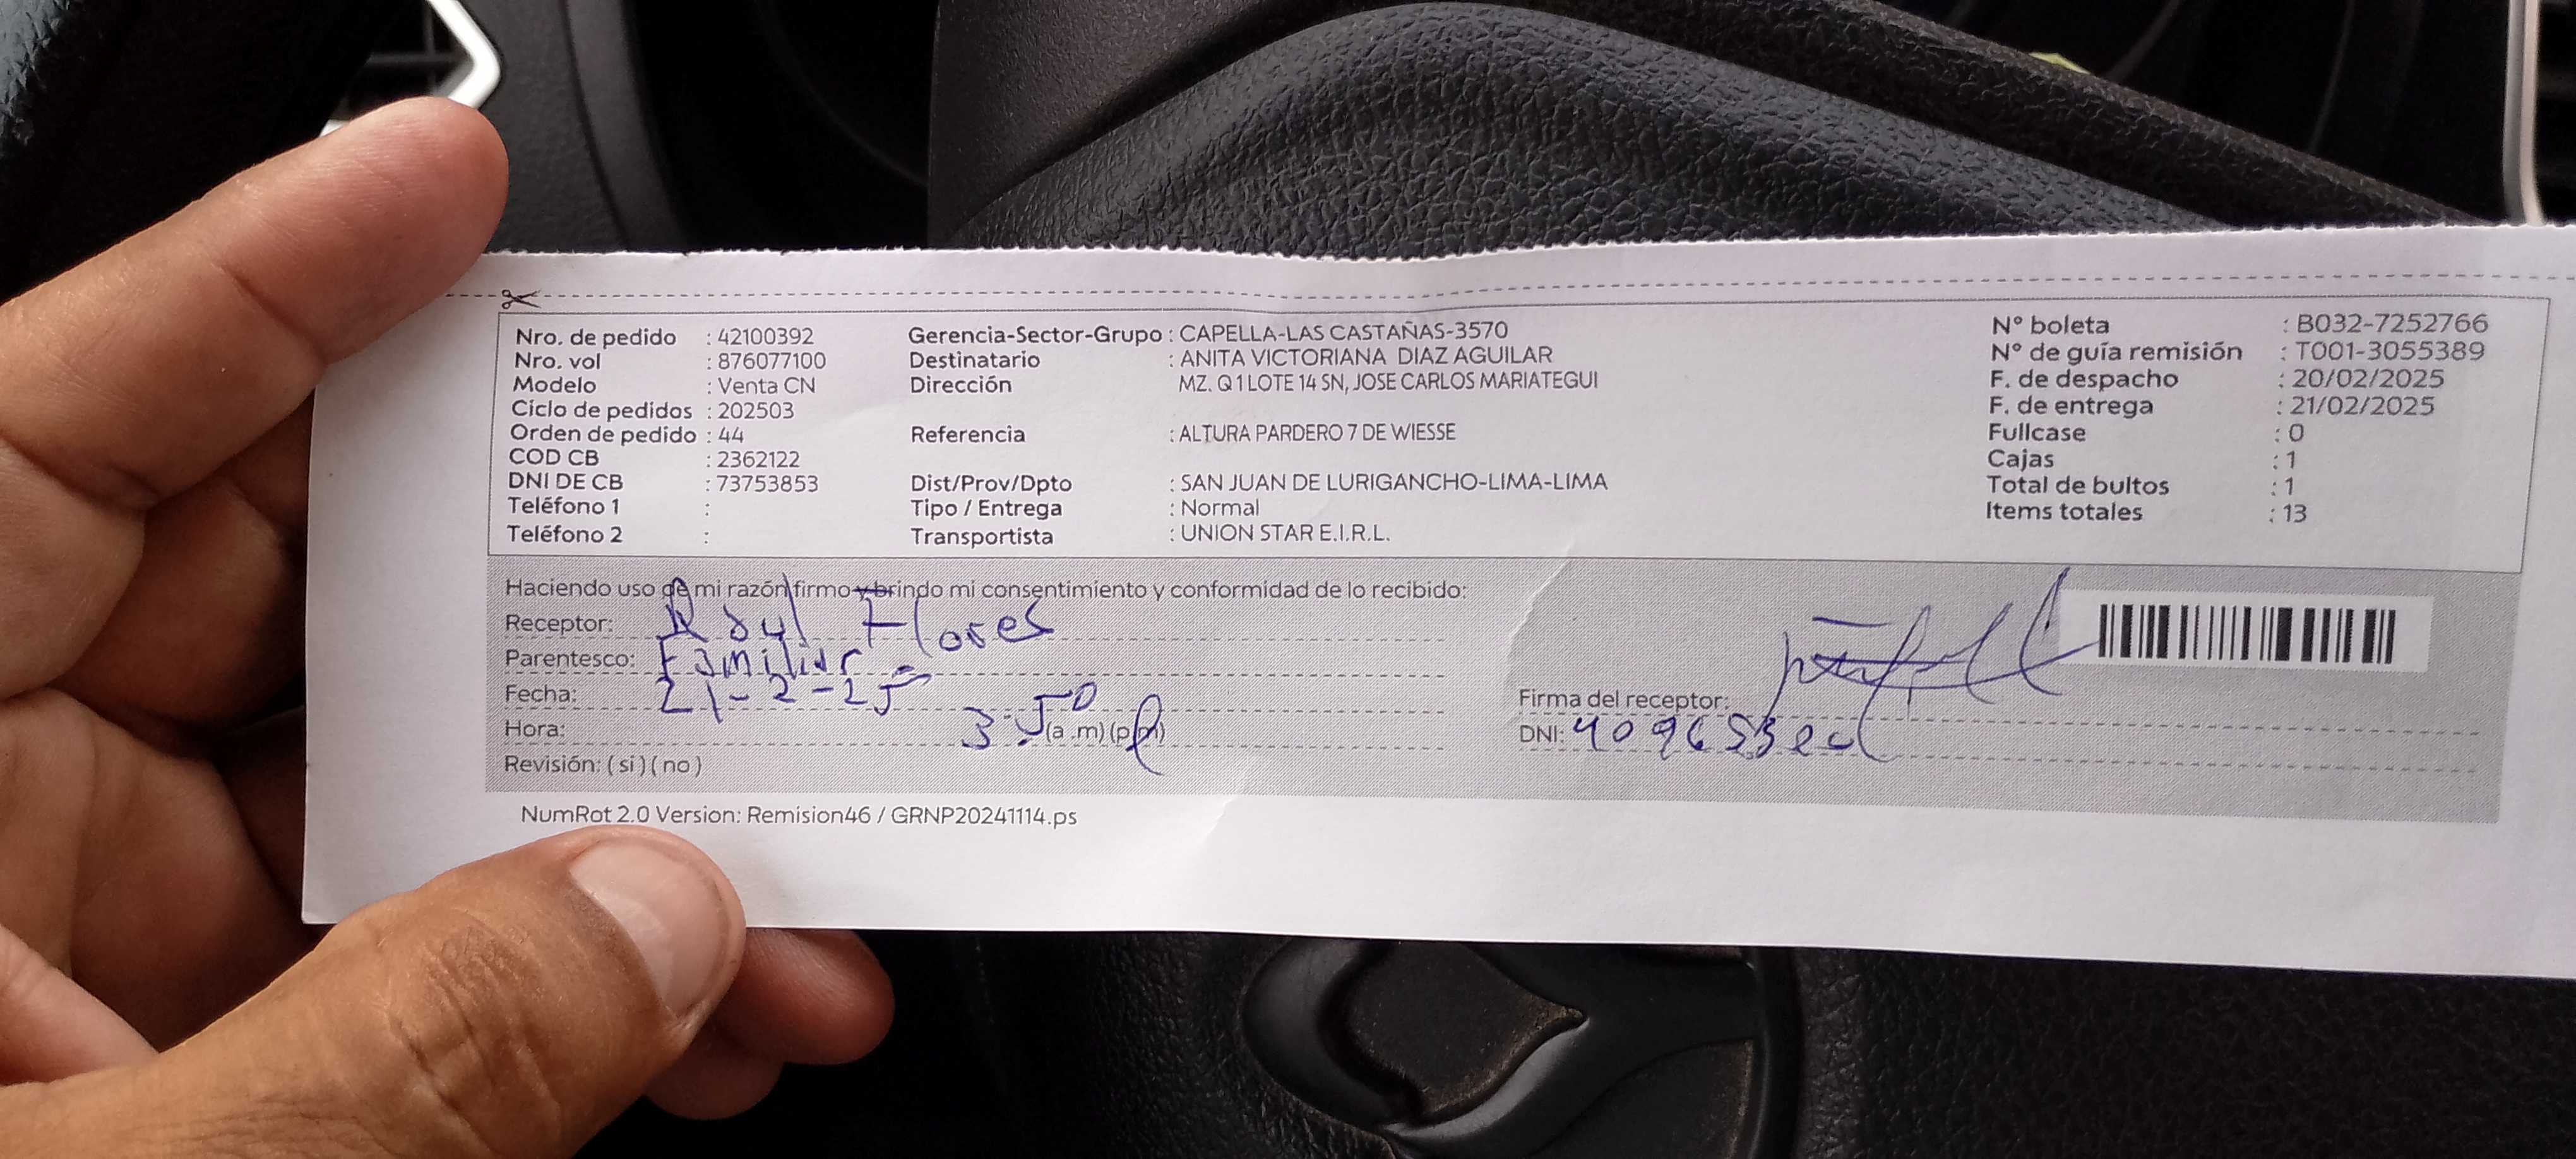 Nro. de pedido : 42100392 Gerencia-Sector-Grupo : CAPELLA-LAS CASTAÑAS-3570 N° boleta : B032-7252766
Nro. vol : 876077100 Destinatario : ANITA VICTORIANA DIAZ AGUILAR N° de guía remisión : T001-3055389
Modelo : Venta CN Dirección MZ. Q 1 LOTE 14 SN, JOSE CARLOS MARIATEGUI F. de despacho : 20/02/2025
Ciclo de pedidos : 202503 F. de entrega : 21/02/2025
Orden de pedido : 44 Referencia : ALTURA PARDERO 7 DE WIESSE Fullcase : 0
COD CB : 2362122 Cajas : 1
DNI DE CB : 73753853 Dist/Prov/Dpto : SAN JUAN DE LURIGANCHO-LIMA-LIMA Total de bultos : 1
Teléfono 1 : Tipo / Entrega : Normal Items totales : 13
Teléfono 2 : Transportista : UNION STAR E.I.R.L.
Haciendo uso de mi razón firmo y brindo mi consentimiento y conformidad de lo recibido:
Receptor: Flores
Parentesco: Familiar
Fecha: 21-2-25
Firma del receptor:
Hora: 3:50 (a.m) (p.m)
DNI:
Revisión: (si) (no)
NumRot 2.0 Version: Remision46 / GRNP20241114.ps